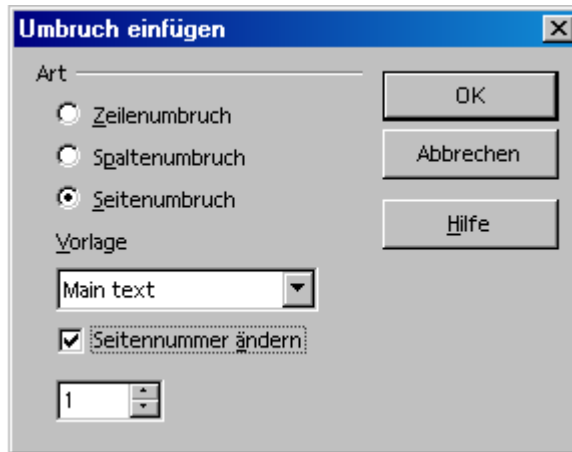 Umbruch einfügen
Art
Zeilenumbruch
Spaltenumbruch
Seitenumbruch
Vorlage
Main text
Seitennummer ändern
1
OK
Abbrechen
Hilfe